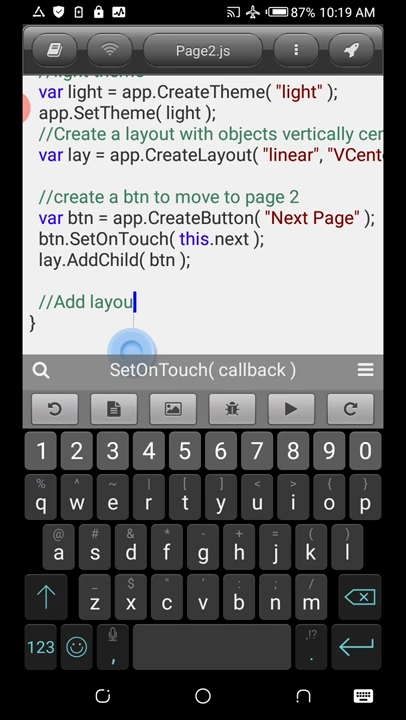 87% 10:19 AM
Page2.js
//light theme
var light = app.CreateTheme( "light" );
app.SetTheme( light );
//Create a layout with objects vertically cer
var lay = app.CreateLayout( "linear", "VCent
//create a btn to move to page 2
var btn = app.CreateButton( "Next Page" );
btn.SetOnTouch( this.next );
lay.AddChild( btn );
//Add layou
}
SetOnTouch( callback )
1 2 3 4 5 6 7 8 9 0
% ^ ~ | [ ] < > { }
q w e r t y u i o p
@ # & * - + = ( )
a s d f g h j k l
_ $ " ' : ; /
z x c v b n m
123 , ,!? .